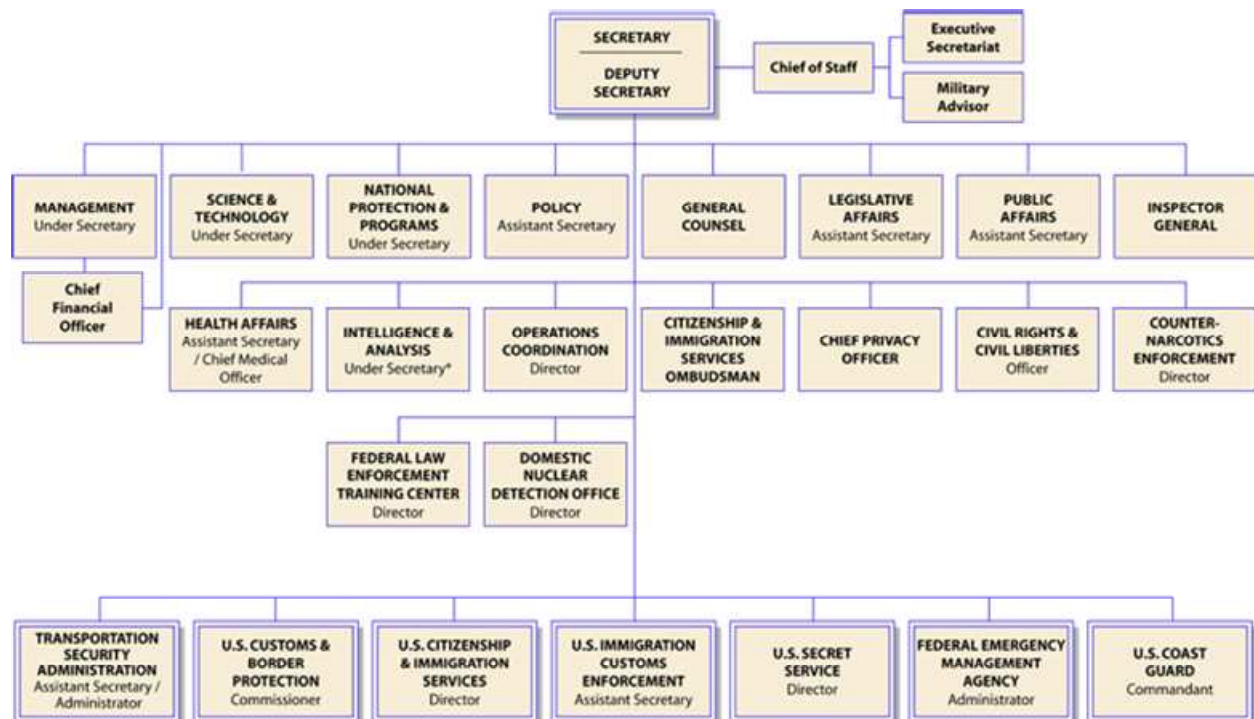 SECRETARY
DEPUTY
SECRETARY
Chief of Staff
Executive
Secretariat
Military
Advisor
MANAGEMENT
Under Secretary
SCIENCE &
TECHNOLOGY
Under Secretary
NATIONAL
PROTECTION &
PROGRAMS
Under Secretary
POLICY
Assistant Secretary
GENERAL
COUNSEL
LEGISLATIVE
AFFAIRS
Assistant Secretary
PUBLIC
AFFAIRS
Assistant Secretary
INSPECTOR
GENERAL
Chief
Financial
Officer
HEALTH AFFAIRS
Assistant Secretary
/ Chief Medical
Officer
INTELLIGENCE &
ANALYSIS
Under Secretary*
OPERATIONS
COORDINATION
Director
CITIZENSHIP &
IMMIGRATION
SERVICES
OMBUDSMAN
CHIEF PRIVACY
OFFICER
CIVIL RIGHTS &
CIVIL LIBERTIES
Officer
COUNTER-
NARCOTICS
ENFORCEMENT
Director
FEDERAL LAW
ENFORCEMENT
TRAINING CENTER
Director
DOMESTIC
NUCLEAR
DETECTION OFFICE
Director
TRANSPORTATION
SECURITY
ADMINISTRATION
Assistant Secretary /
Administrator
U.S. CUSTOMS &
BORDER
PROTECTION
Commissioner
U.S. CITIZENSHIP
& IMMIGRATION
SERVICES
Director
U.S. IMMIGRATION
CUSTOMS
ENFORCEMENT
Assistant Secretary
U.S. SECRET
SERVICE
Director
FEDERAL EMERGENCY
MANAGEMENT
AGENCY
Administrator
U.S. COAST
GUARD
Commandant